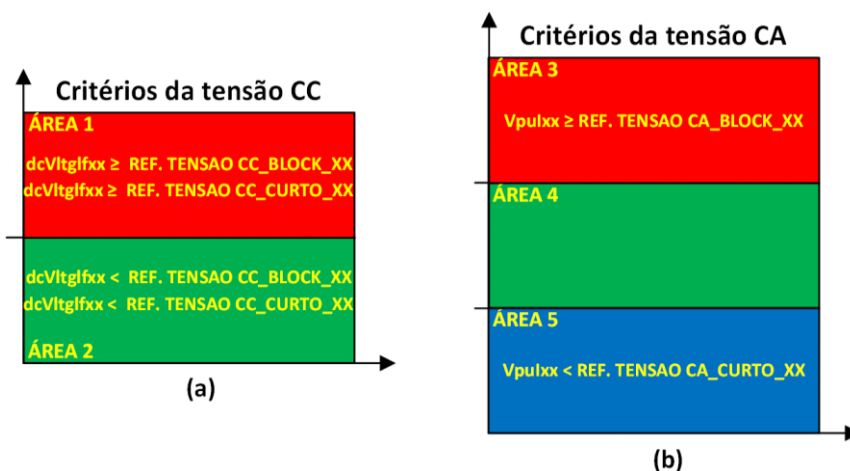 Critérios da tensão CC
ÁREA 1
dcVltglfxx ≥ REF. TENSAO CC_BLOCK_XX
dcVltglfxx ≥ REF. TENSAO CC_CURTO_XX
dcVltglfxx < REF. TENSAO CC_BLOCK_XX
dcVltglfxx < REF. TENSAO CC_CURTO_XX
ÁREA 2
(a)
Critérios da tensão CA
ÁREA 3
Vpulxx ≥ REF. TENSAO CA_BLOCK_XX
ÁREA 4
ÁREA 5
Vpulxx < REF. TENSAO CA_CURTO_XX
(b)